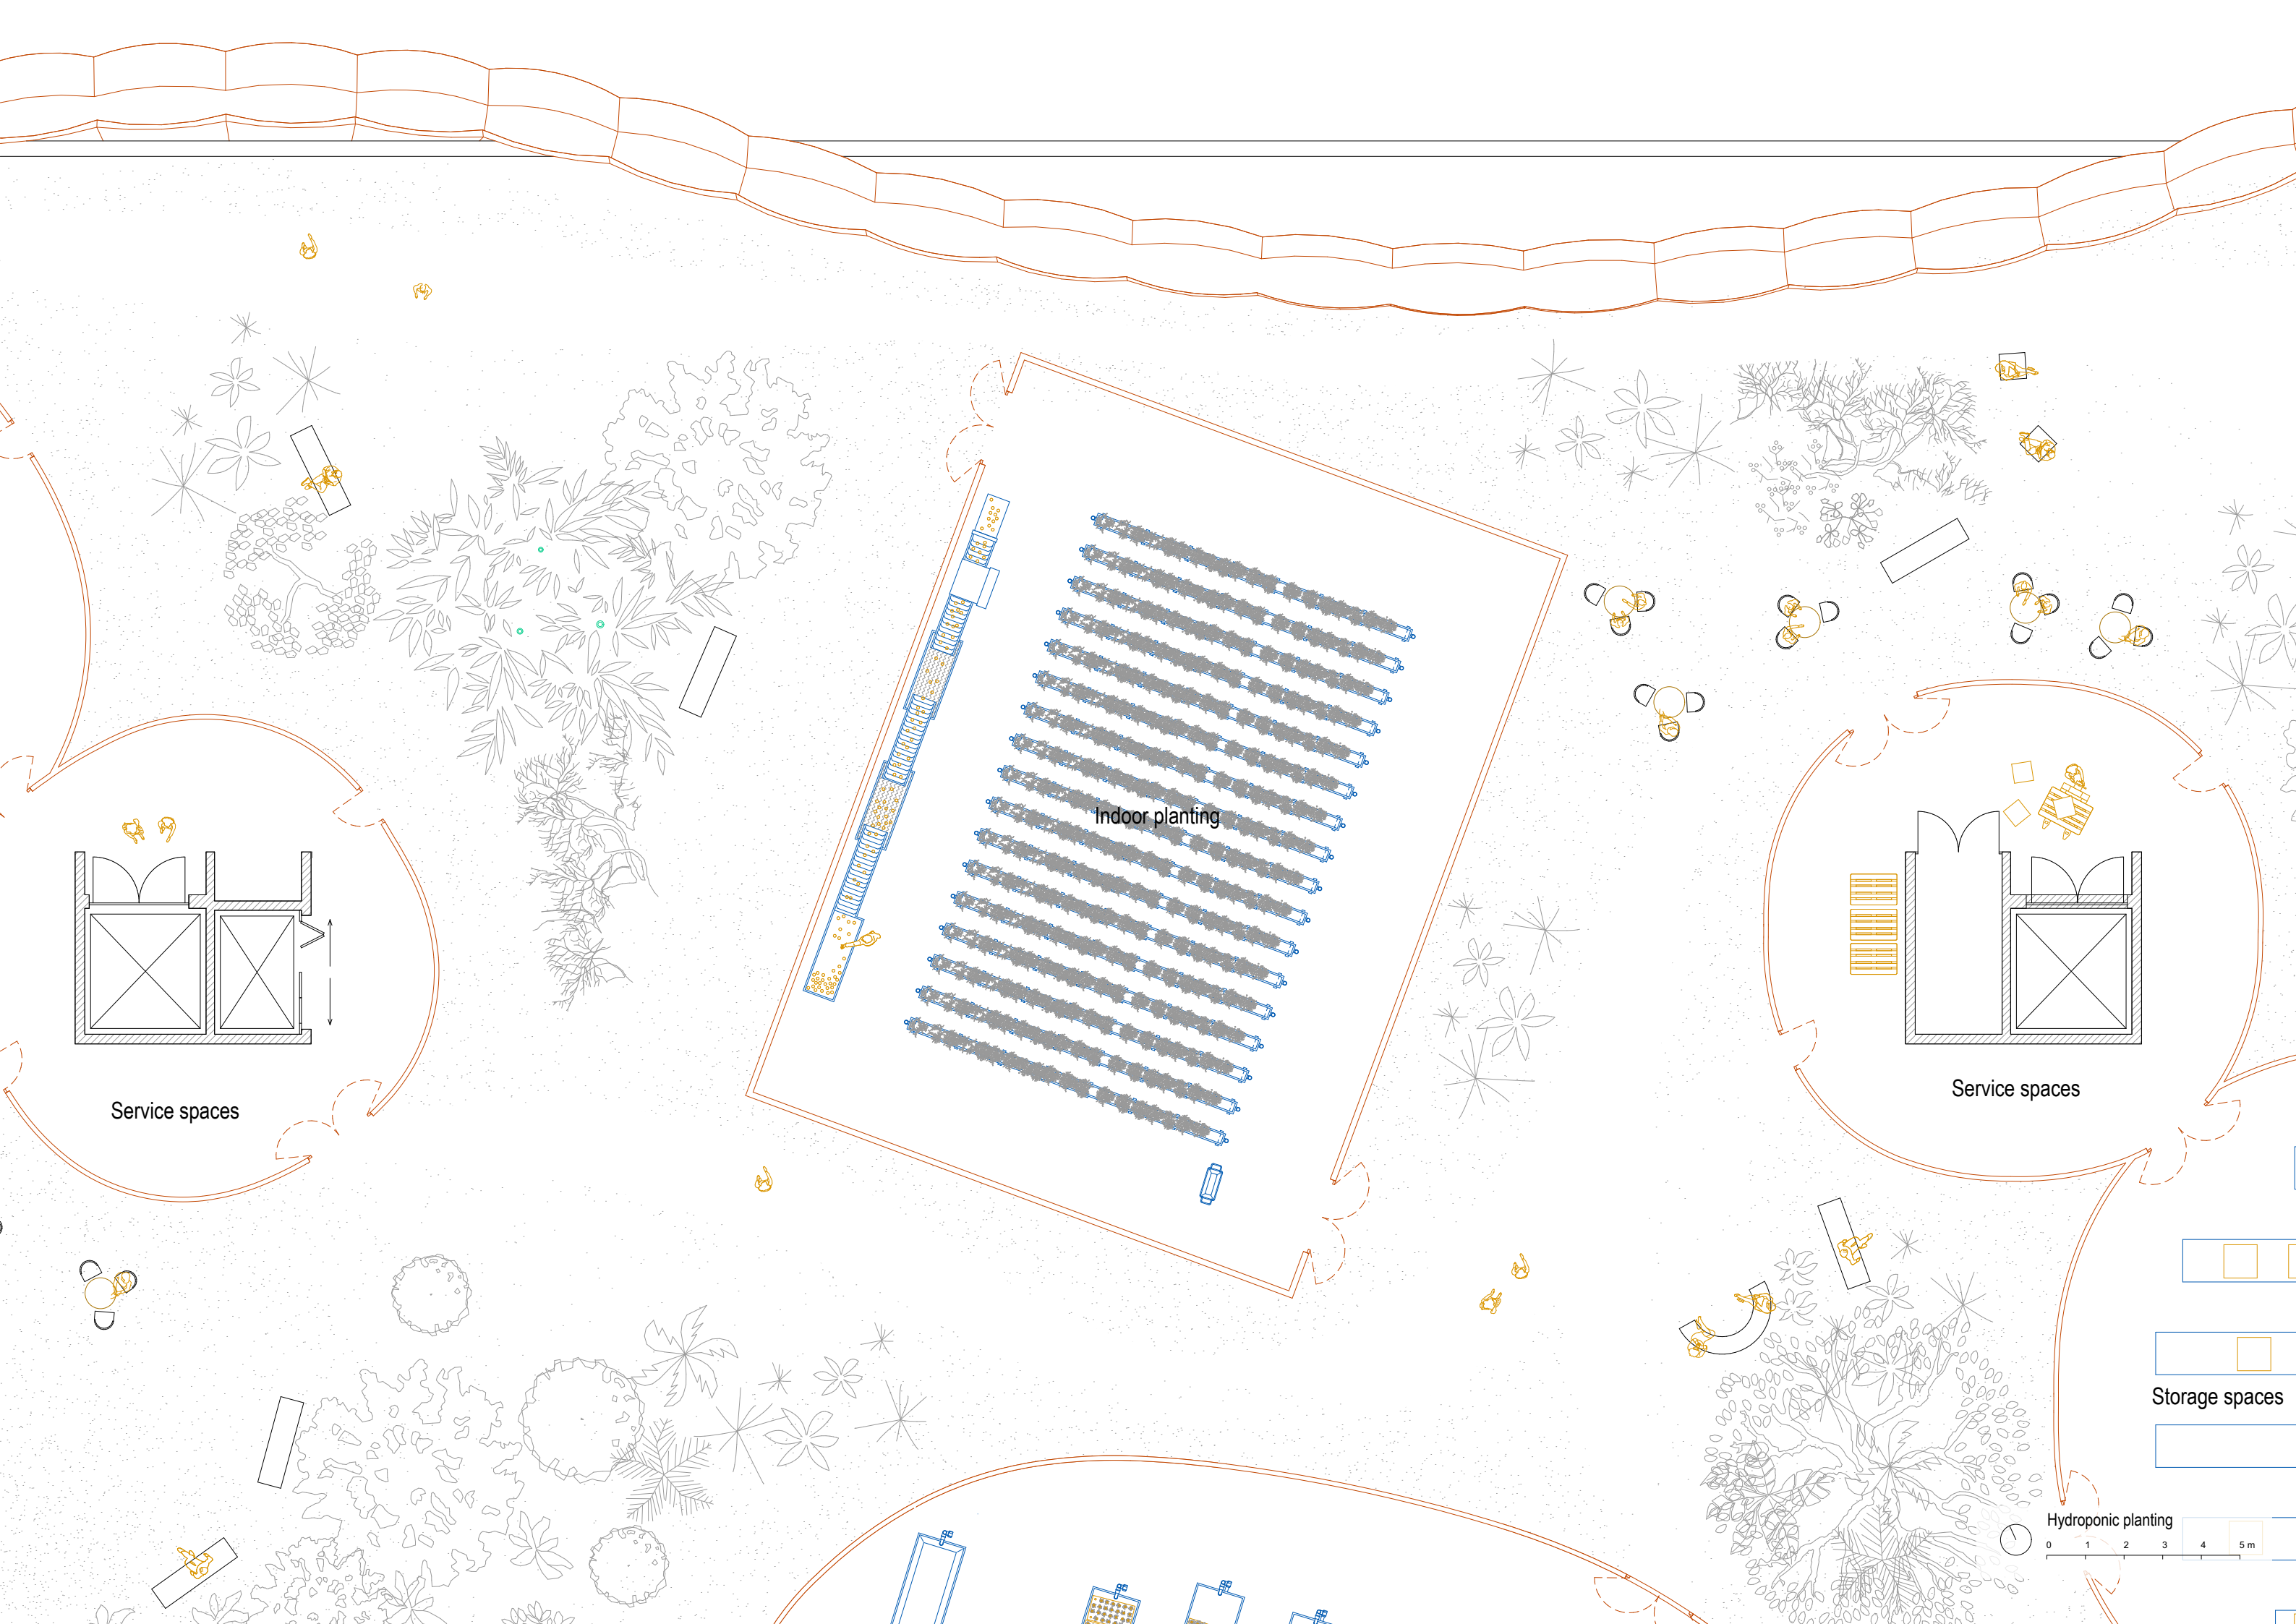 Indoor planting
Service spaces
Service spaces
Storage spaces
Hydroponic planting
0 1 2 3 4 5 m